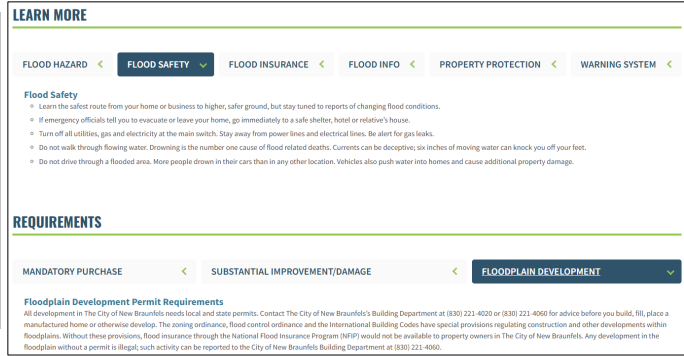 LEARN MORE
FLOOD HAZARD FLOOD SAFETY FLOOD INSURANCE FLOOD INFO PROPERTY PROTECTION WARNING SYSTEM
Flood Safety
Learn the safest route from your home or business to higher, safer ground, but stay tuned to reports of changing flood conditions.
If emergency officials tell you to evacuate or leave your home, go immediately to a safe shelter, hotel or relative's house.
Turn off all utilities, gas and electricity at the main switch. Stay away from power lines and electrical lines. Be alert for gas leaks.
Do not walk through flowing water. Drowning is the number one cause of flood related deaths. Currents can be deceptive; six inches of moving water can knock you off your feet.
Do not drive through a flooded area. More people drown in their cars than in any other location. Vehicles also push water into homes and cause additional property damage.
REQUIREMENTS
MANDATORY PURCHASE SUBSTANTIAL IMPROVEMENT/DAMAGE FLOODPLAIN DEVELOPMENT
Floodplain Development Permit Requirements
All development in The City of New Braunfels needs local and state permits. Contact The City of New Braunfels's Building Department at (830) 221-4020 or (830) 221-4060 for advice before you build, fill, place a
manufactured home or otherwise develop. The zoning ordinance, flood control ordinance and the International Building Codes have special provisions regulating construction and other developments within
floodplains. Without these provisions, flood insurance through the National Flood Insurance Program (NFIP) would not be available to property owners in The City of New Braunfels. Any development in the
floodplain without a permit is illegal; such activity can be reported to the City of New Braunfels Building Department at (830) 221-4060.